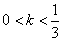 0 < k < 1/3